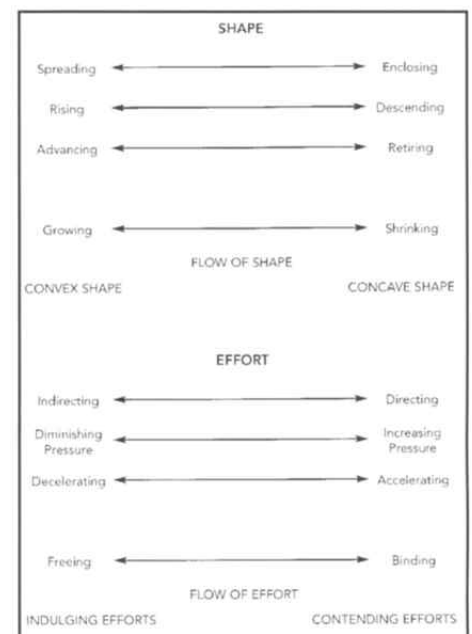 SHAPE
Spreading Enclosing
Rising Descending
Advancing Retiring
Growing Shrinking
FLOW OF SHAPE
CONVEX SHAPE CONCAVE SHAPE
EFFORT
Indirecting Directing
Diminishing Increasing
Pressure Pressure
Decelerating Accelerating
Freeing Binding
FLOW OF EFFORT
INDULGING EFFORTS CONTENDING EFFORTS